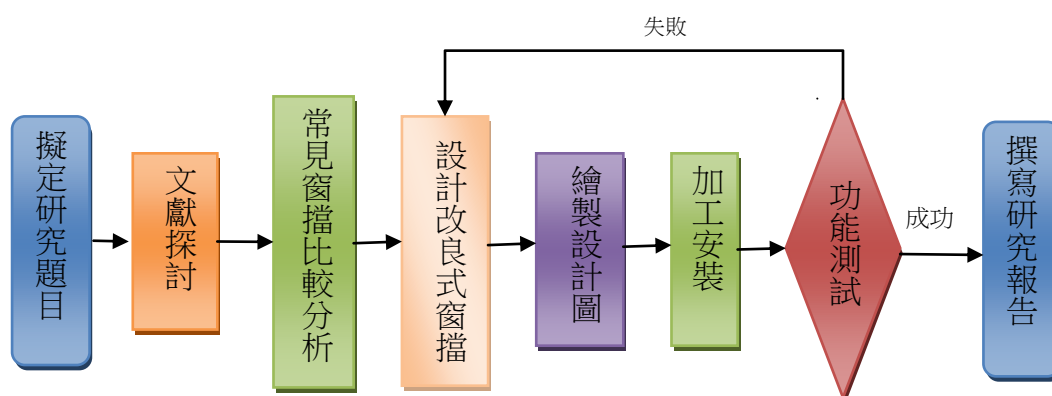 失敗
擬定研究題目
文獻探討
常見窗擋比較分析
設計改良式窗擋
繪製設計圖
加工安裝
功能測試
成功
撰寫研究報告